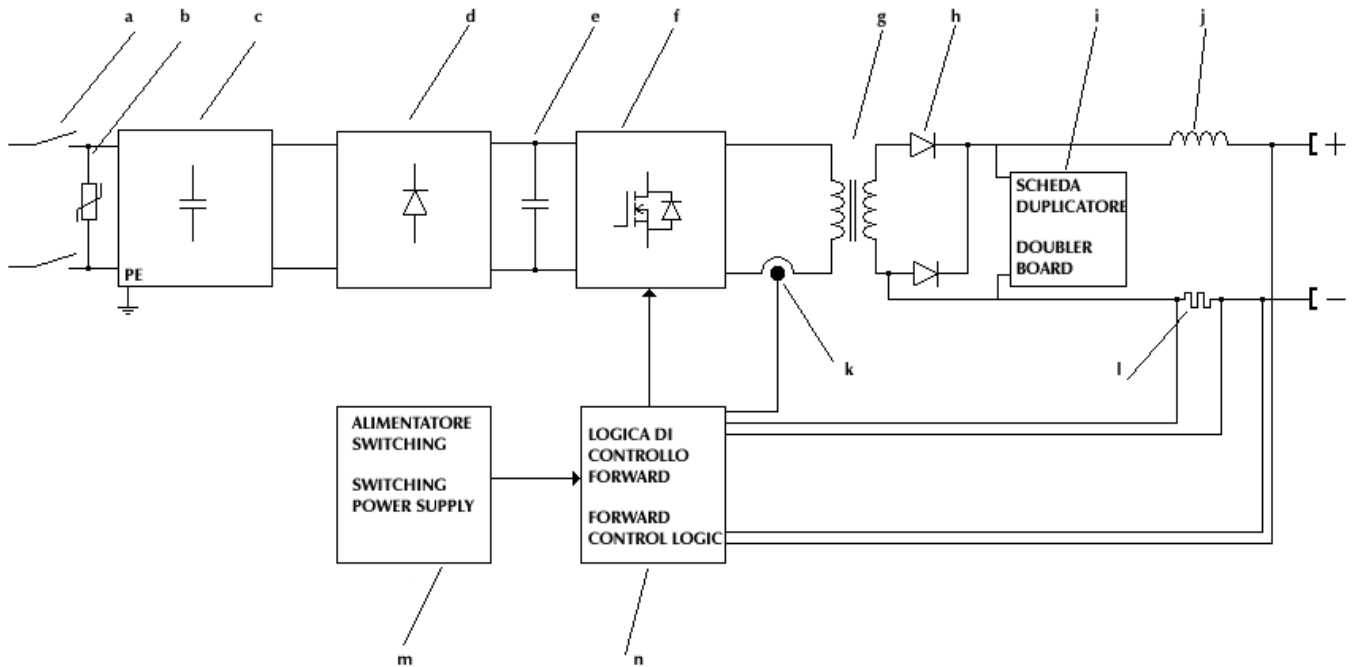 a
b
c
d
e
f
g
h
i
j
+
SCHEDA
DUPLICATORE
DOUBLER
BOARD
PE
−
k
l
ALIMENTATORE
SWITCHING
SWITCHING
POWER SUPPLY
LOGICA DI
CONTROLLO
FORWARD
FORWARD
CONTROL LOGIC
m
n